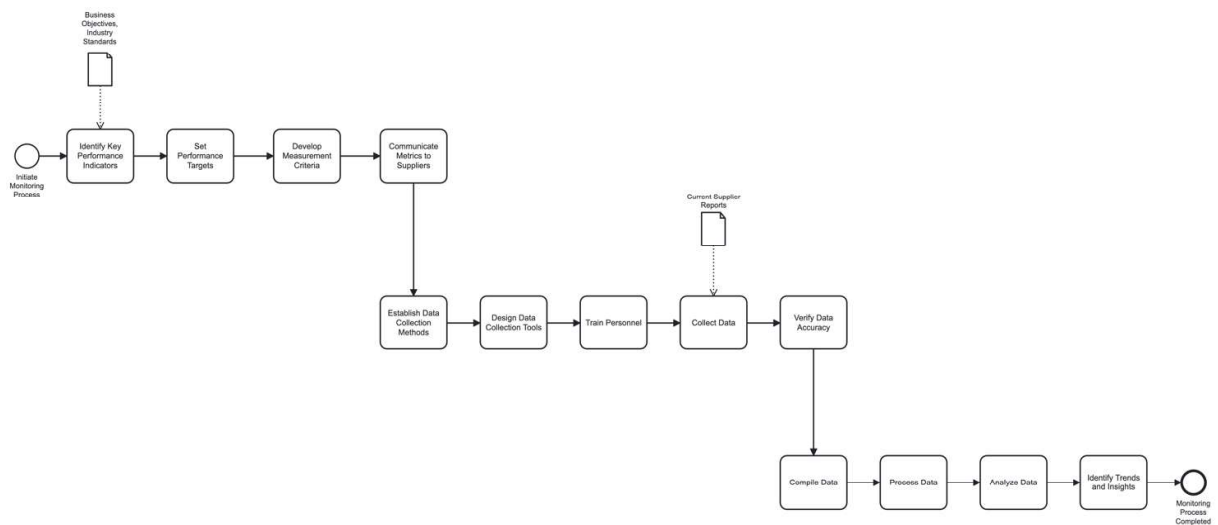 Business
Objectives,
Industry
Standards
Identify Key
Performance
Indicators
Set
Performance
Targets
Develop
Measurement
Criteria
Communicate
Metrics to
Suppliers
Initiate
Monitoring
Process
Current Supplier
Reports
Establish Data
Collection
Methods
Design Data
Collection Tools
Train Personnel
Collect Data
Verify Data
Accuracy
Compile Data
Process Data
Analyze Data
Identify Trends
and Insights
Monitoring
Process
Completed